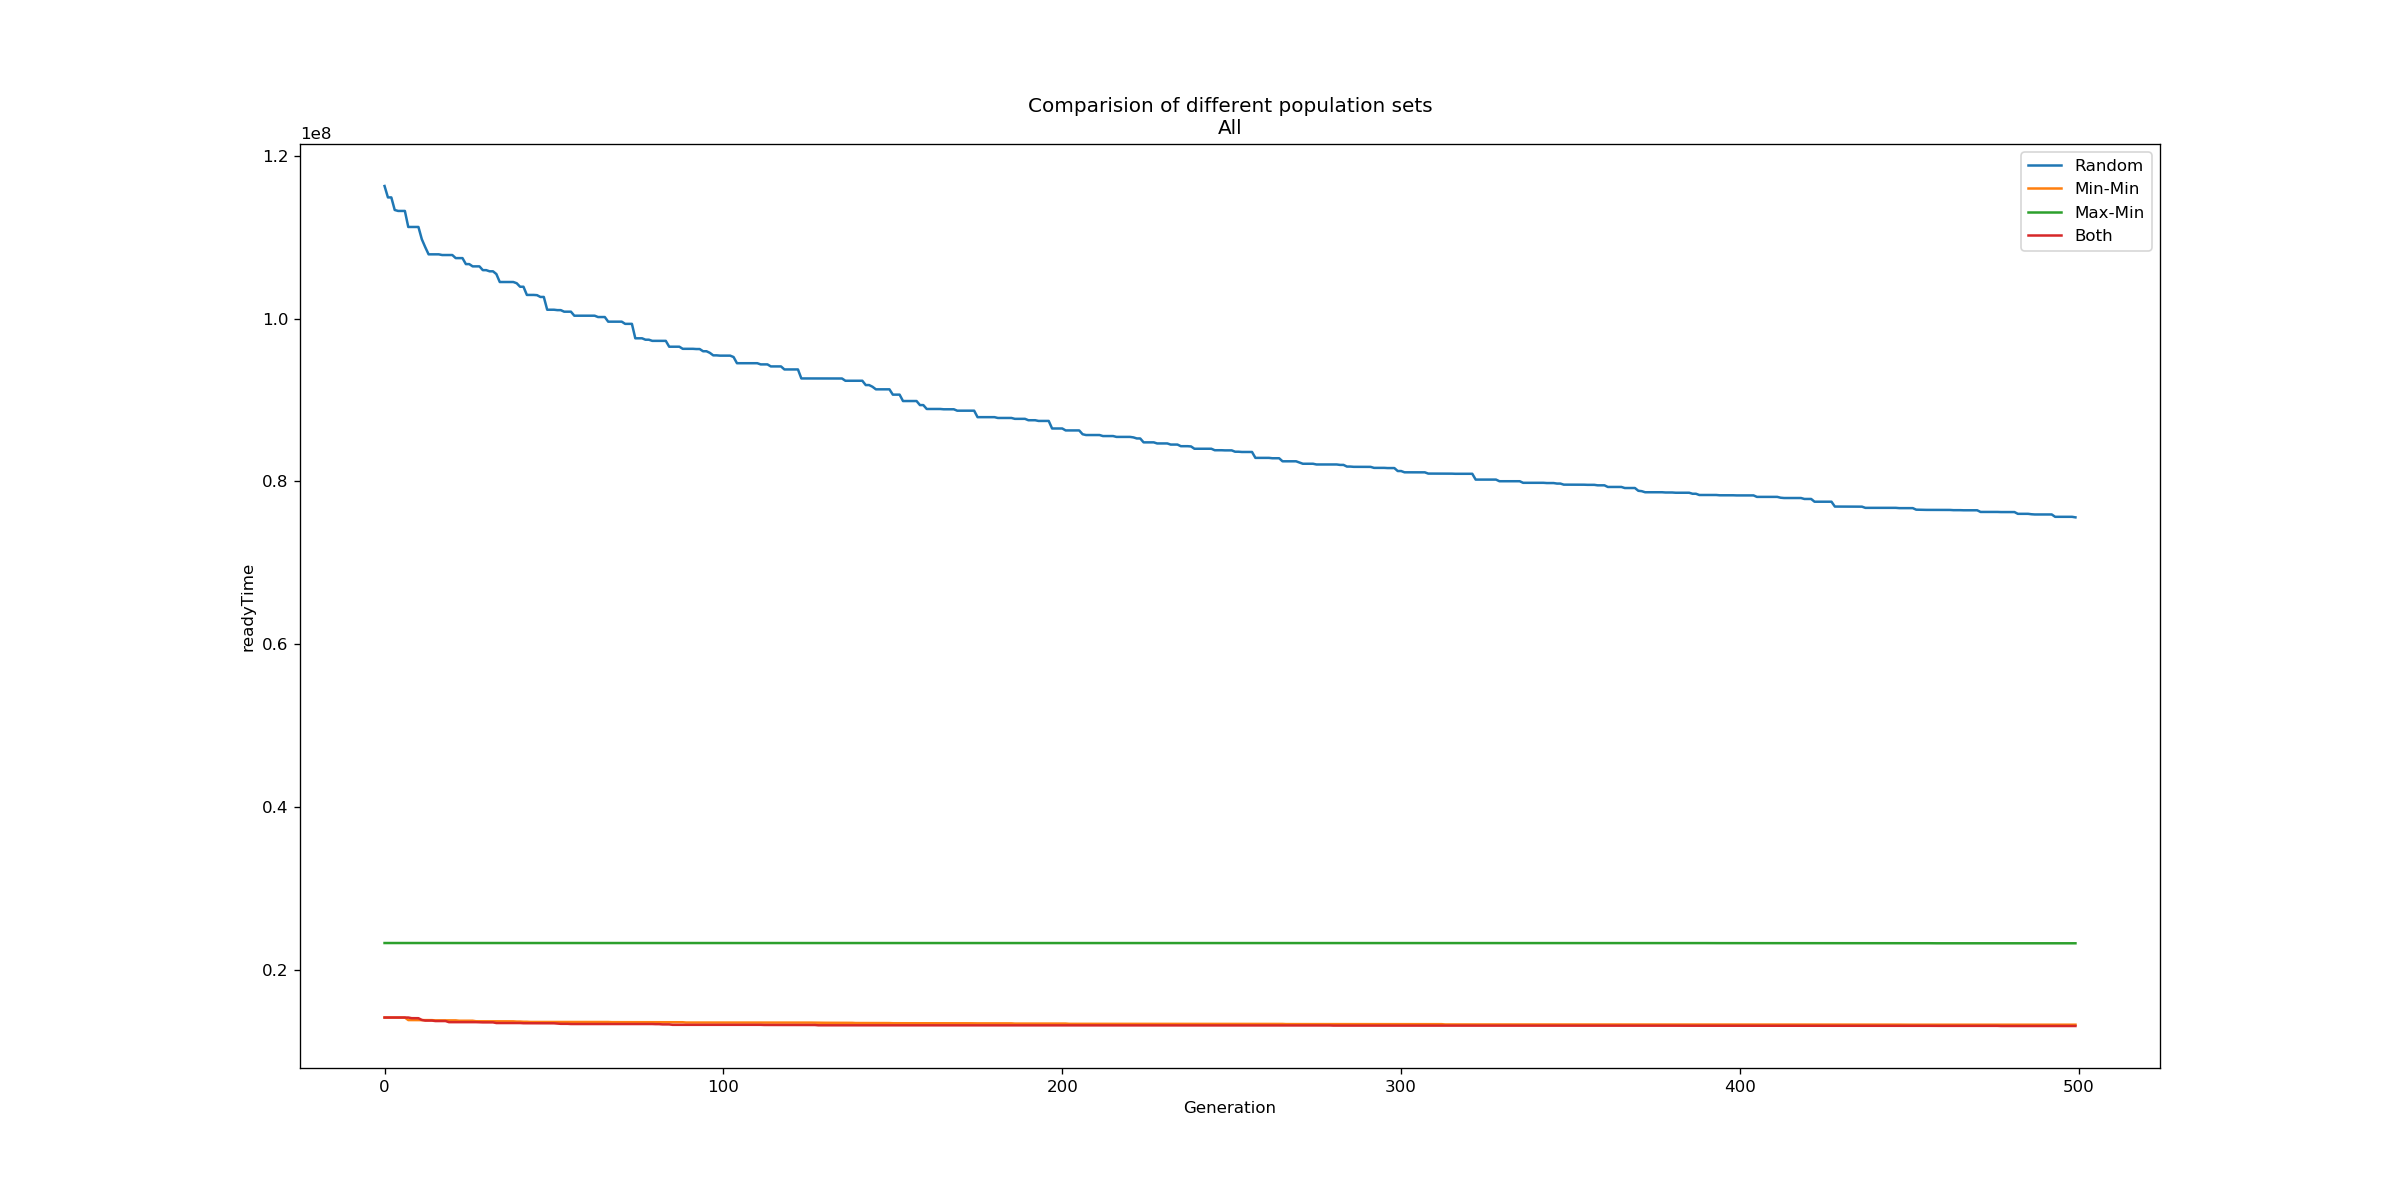 Comparision of different population sets
All
1e8
1.2
1.0
0.8
0.6
0.4
0.2
readyTime
0
100
200
300
400
500
Generation
Random
Min-Min
Max-Min
Both